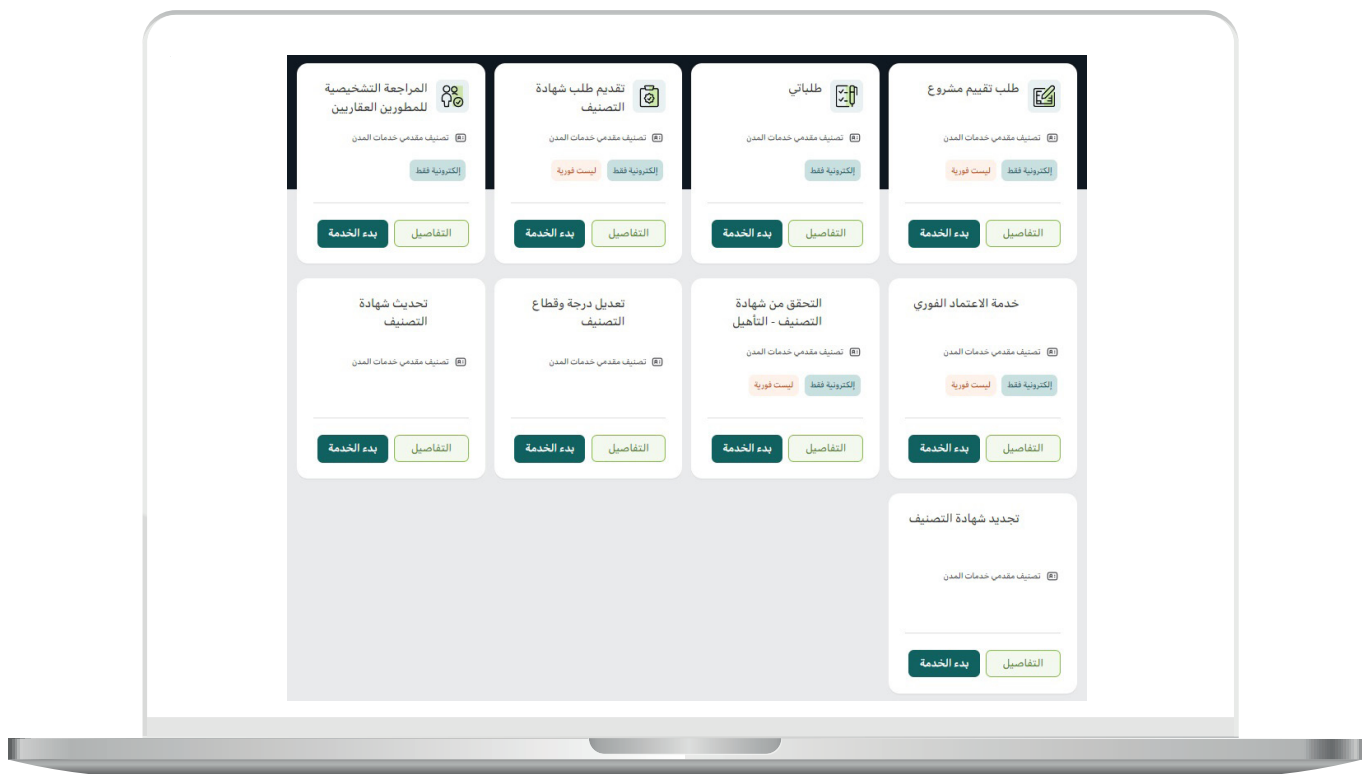 طلب تقييم مشروع
تصنيف مقدمي خدمات المدن
إلكترونية فقط
ليست فورية
التفاصيل
بدء الخدمة
طلباتي
تصنيف مقدمي خدمات المدن
إلكترونية فقط
التفاصيل
بدء الخدمة
تقديم طلب شهادة
التصنيف
تصنيف مقدمي خدمات المدن
إلكترونية فقط
ليست فورية
التفاصيل
بدء الخدمة
المراجعة التشخيصية
للمطورين العقاريين
تصنيف مقدمي خدمات المدن
إلكترونية فقط
التفاصيل
بدء الخدمة
خدمة الاعتماد الفوري
تصنيف مقدمي خدمات المدن
إلكترونية فقط
ليست فورية
التفاصيل
بدء الخدمة
التحقق من شهادة
التصنيف - التأهيل
تصنيف مقدمي خدمات المدن
إلكترونية فقط
ليست فورية
التفاصيل
بدء الخدمة
تعديل درجة وقطاع
التصنيف
تصنيف مقدمي خدمات المدن
التفاصيل
بدء الخدمة
تحديث شهادة
التصنيف
تصنيف مقدمي خدمات المدن
التفاصيل
بدء الخدمة
تجديد شهادة التصنيف
تصنيف مقدمي خدمات المدن
التفاصيل
بدء الخدمة